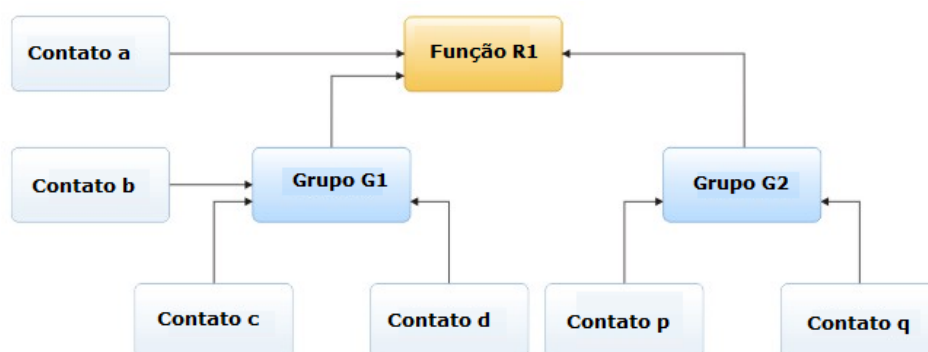 Contato a
Função R1
Contato b
Grupo G1
Grupo G2
Contato c
Contato d
Contato p
Contato q